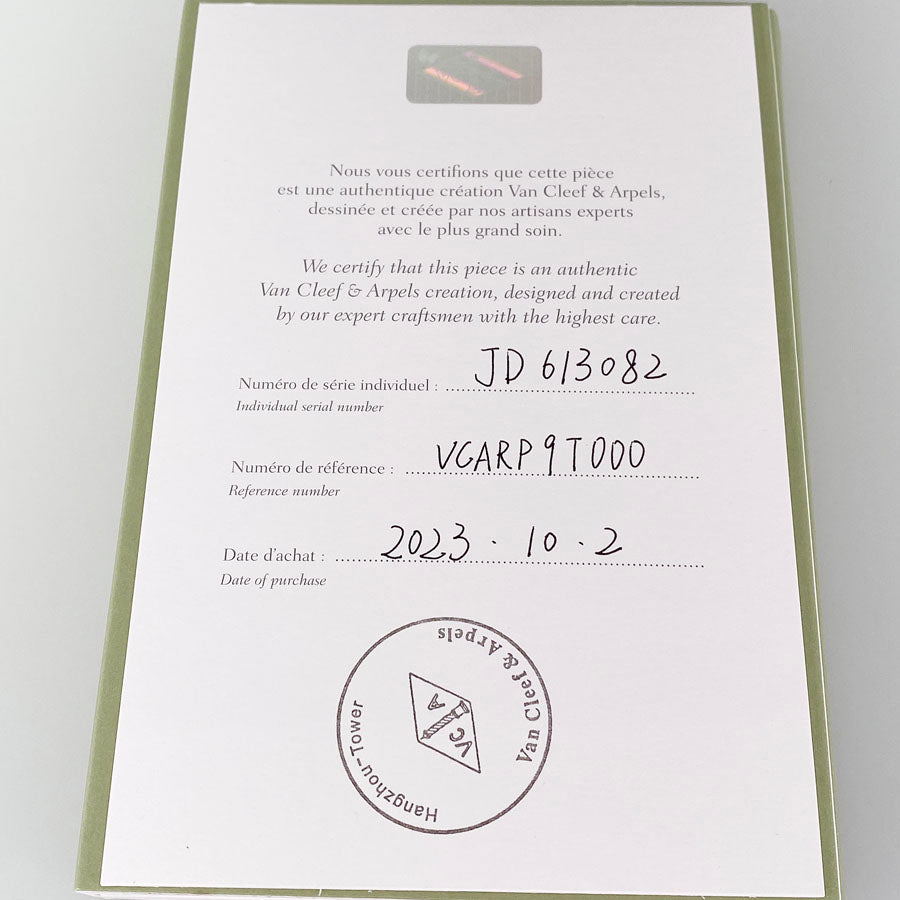 Nous vous certifions que cette pièce
est une authentique création Van Cleef & Arpels,
dessinée et créée par nos artisans experts
avec le plus grand soin.
We certify that this piece is an authentic
Van Cleef & Arpels creation, designed and created
by our expert craftsmen with the highest care.
Numéro de série individuel : JD613082
Individual serial number
Numéro de référence : VCARP9T000
Reference number
Date d'achat : 2023 . 10 . 2
Date of purchase
Van Cleef & Arpels
VC A
Hangzhou-Tower